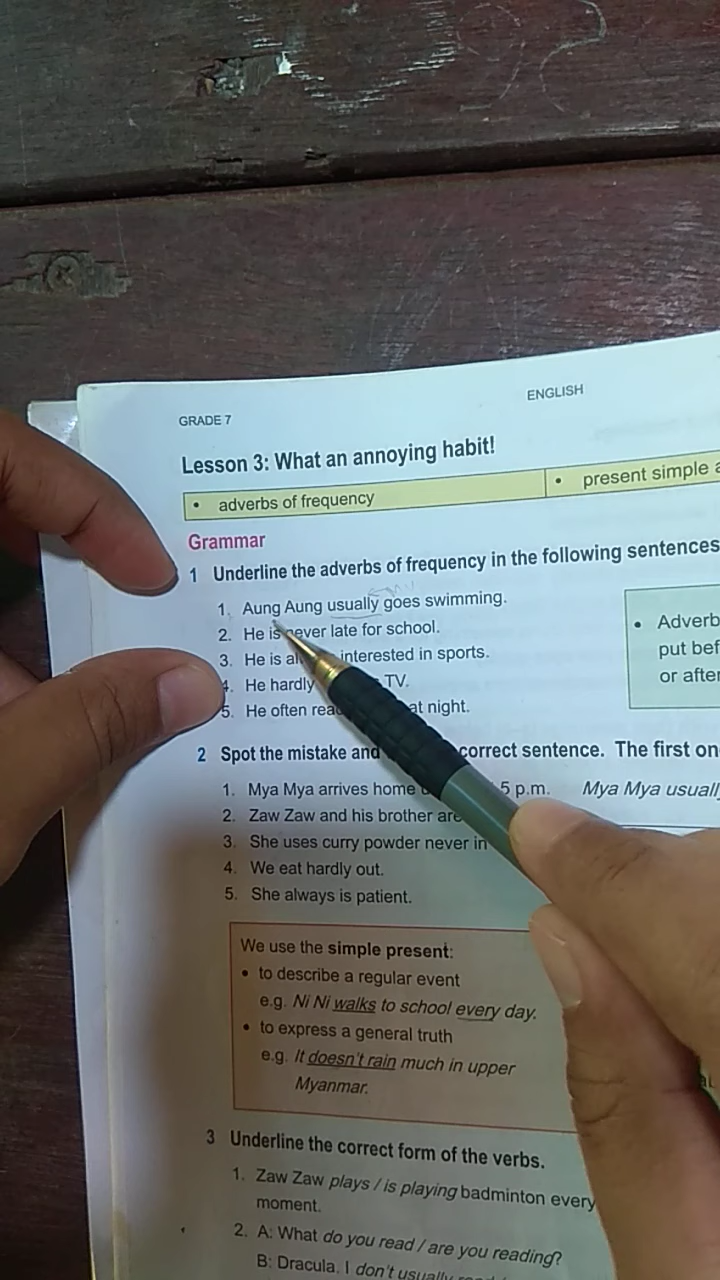 GRADE 7
ENGLISH
Lesson 3: What an annoying habit!
• adverbs of frequency
• present simple
Grammar
1 Underline the adverbs of frequency in the following sentences
1. Aung Aung usually goes swimming.
2. He is never late for school.
3. He is interested in sports.
4. He hardly TV.
5. He often at night.
• Adverb
put
or after
2 Spot the mistake and correct sentence. The first
1. Mya Mya arrives home 5 p.m. Mya Mya
2. Zaw Zaw and his brother are
3. She uses curry powder never in
4. We eat hardly out.
5. She always is patient.
We use the simple present:
• to describe a regular event
e.g. Ni Ni walks to school every day.
• to express a general truth
e.g. It doesn't rain much in upper
Myanmar.
3 Underline the correct form of the verbs.
1. Zaw Zaw plays / is playing badminton every
moment.
2. A: What do you read / are you reading?
B: Dracula. I don't usually